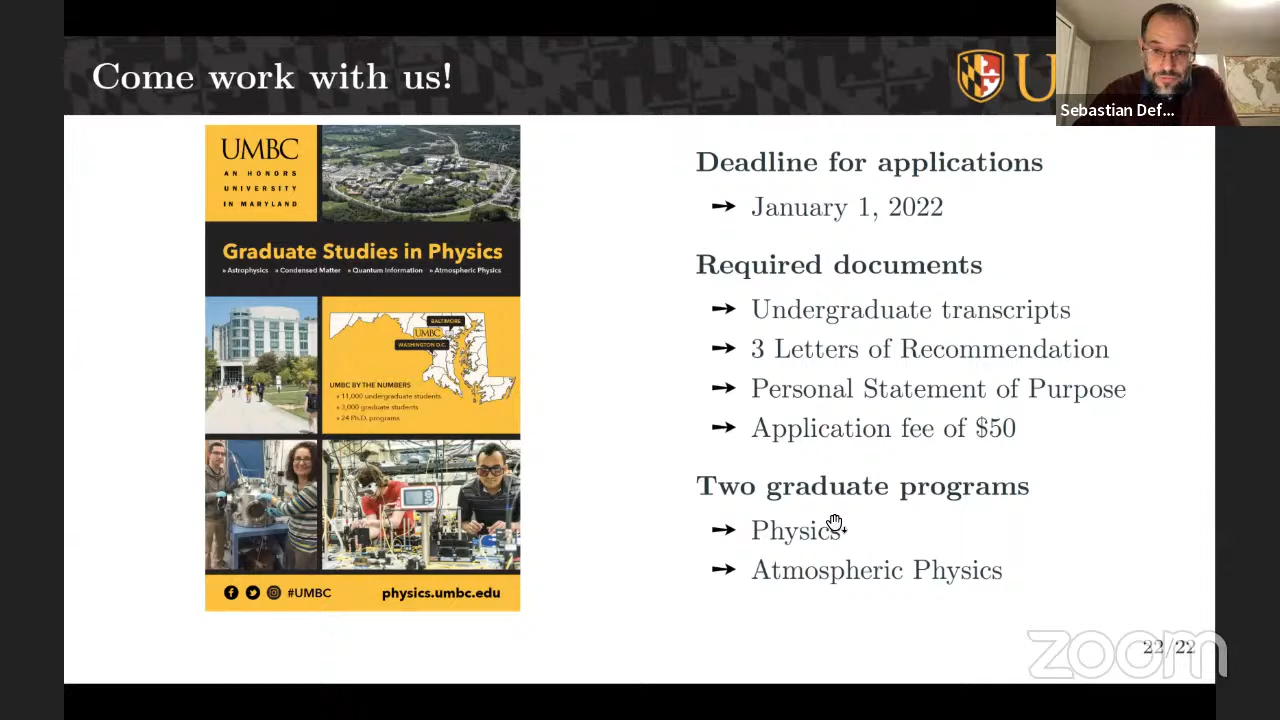 Come work with us!
U
Sebastian Def...
UMBC
AN HONORS
UNIVERSITY
IN MARYLAND
Graduate Studies in Physics
» Astrophysics » Condensed Matter » Quantum Information » Atmospheric Physics
BALTIMORE
UMBC
WASHINGTON D.C.
UMBC BY THE NUMBERS
» 11,000 undergraduate students
» 3,000 graduate students
» 24 Ph.D. programs
#UMBC
physics.umbc.edu
Deadline for applications
➙ January 1, 2022
Required documents
➙ Undergraduate transcripts
➙ 3 Letters of Recommendation
➙ Personal Statement of Purpose
➙ Application fee of $50
Two graduate programs
➙ Physics
➙ Atmospheric Physics
22/22
zoom